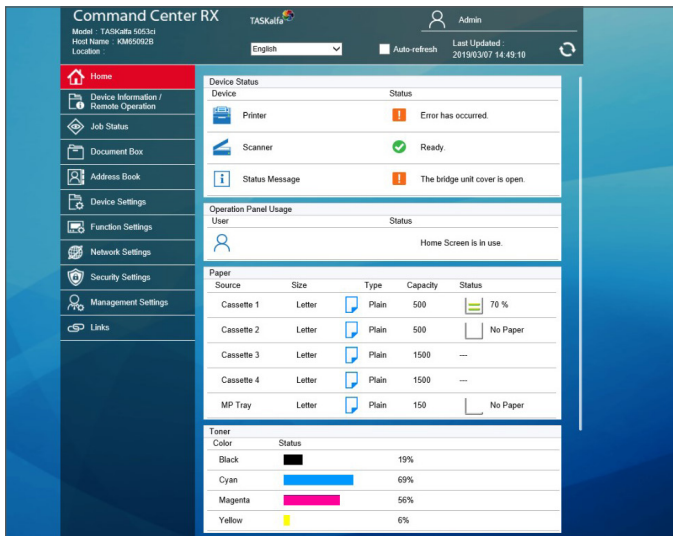 Command Center RX
Model : TASKalfa 5053ci
Host Name : KM65092B
Location :
TASKalfa
English
Admin
Auto-refresh
Last Updated :
2019/03/07 14:49:10
Home
Device Information /
Remote Operation
Job Status
Document Box
Address Book
Device Settings
Function Settings
Network Settings
Security Settings
Management Settings
Links
Device Status
Device Status
Printer Error has occurred.
Scanner Ready.
Status Message The bridge unit cover is open.
Operation Panel Usage
User Status
Home Screen is in use.
Paper
Source Size Type Capacity Status
Cassette 1 Letter Plain 500 70 %
Cassette 2 Letter Plain 500 No Paper
Cassette 3 Letter Plain 1500 ---
Cassette 4 Letter Plain 1500 ---
MP Tray Letter Plain 150 No Paper
Toner
Color Status
Black 19%
Cyan 69%
Magenta 56%
Yellow 6%